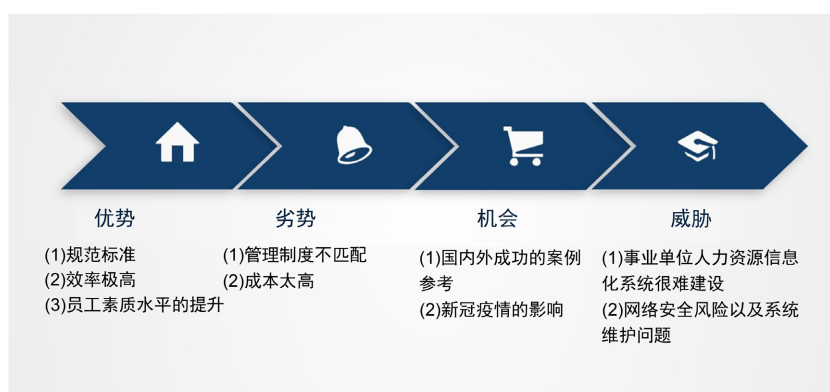 优势
(1)规范标准
(2)效率极高
(3)员工素质水平的提升
劣势
(1)管理制度不匹配
(2)成本太高
机会
(1)国内外成功的案例
参考
(2)新冠疫情的影响
威胁
(1)事业单位人力资源信息
化系统很难建设
(2)网络安全风险以及系统
维护问题